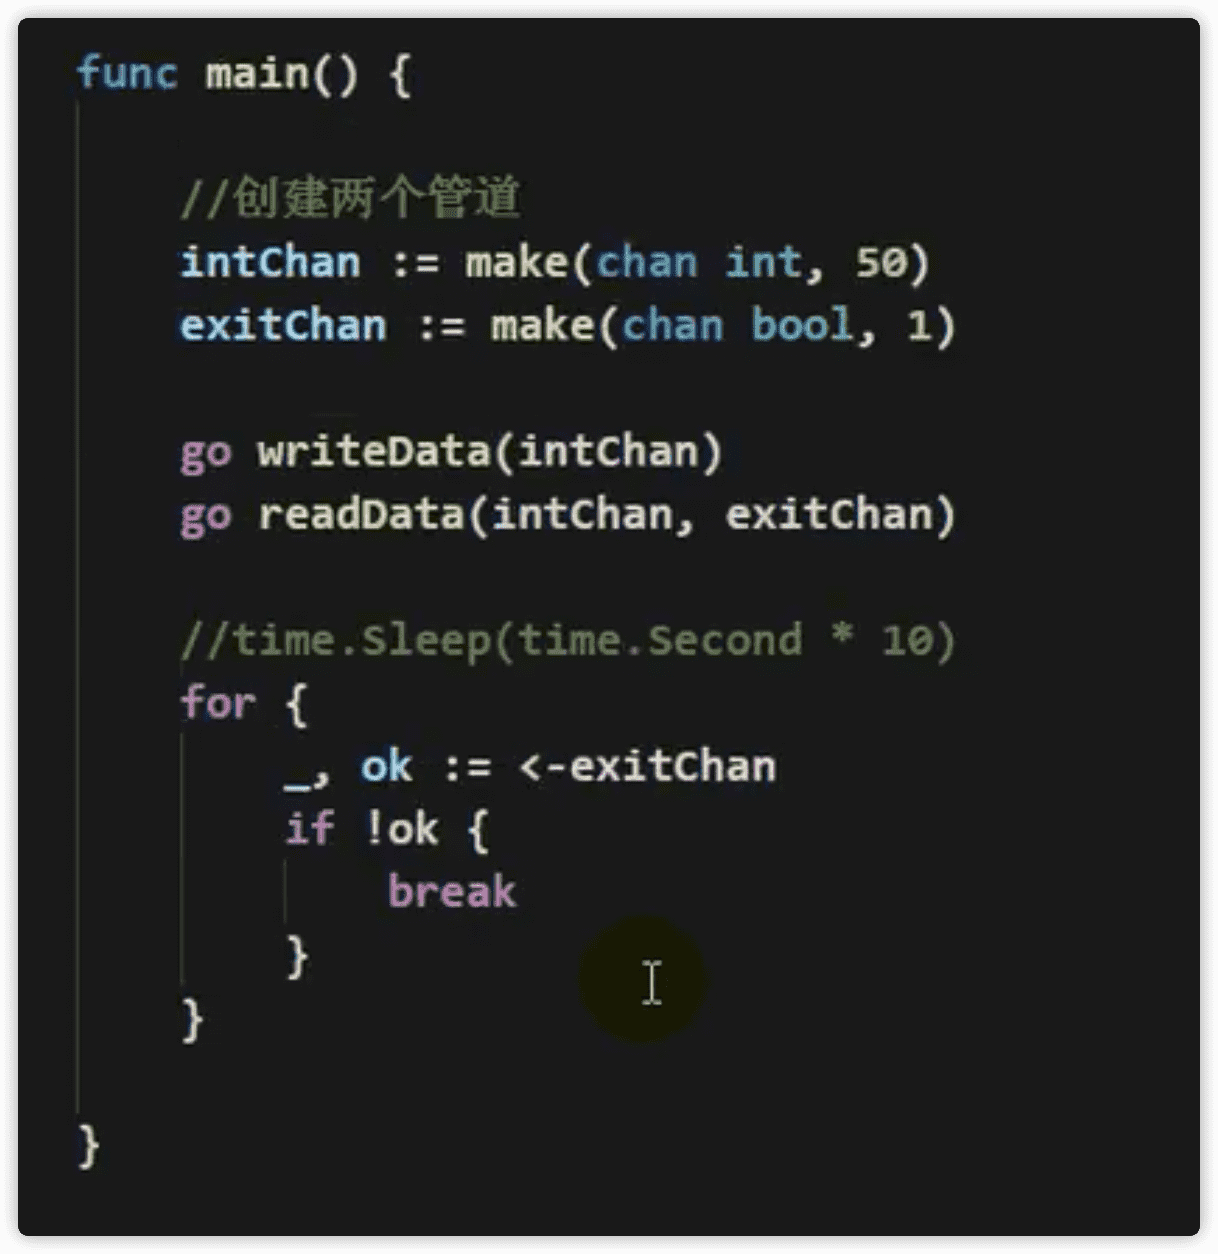 func main() {
//创建两个管道
intChan := make(chan int, 50)
exitChan := make(chan bool, 1)
go writeData(intChan)
go readData(intChan, exitChan)
//time.Sleep(time.Second * 10)
for {
_, ok := <-exitChan
if !ok {
break
}
}
}